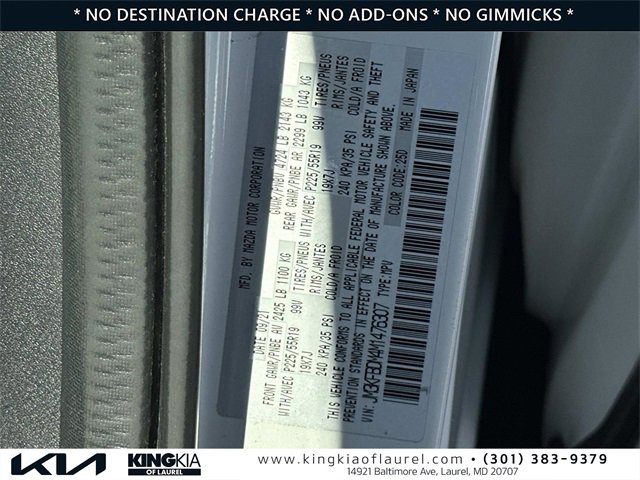 * NO DESTINATION CHARGE * NO ADD-ONS * NO GIMMICKS *
MFD. BY MAZDA MOTOR CORPORATION
DATE 09/21 GVWR/PNBV 4724 LB 2143 KG
FRONT GAWR/PNBE AV 2425 LB 1100 KG REAR GAWR/PNBE AR 2299 LB 1043 KG
WITH/AVEC P225/55R19 99V TIRES/PNEUS WITH/AVEC P225/55R19 99V TIRES/PNEUS
19X7J RIMS/JANTES 19X7J RIMS/JANTES
240 KPA/35 PSI COLD/A FROID 240 KPA/35 PSI COLD/A FROID
THIS VEHICLE CONFORMS TO ALL APPLICABLE FEDERAL MOTOR VEHICLE SAFETY AND THEFT
PREVENTION STANDARDS IN EFFECT ON THE DATE OF MANUFACTURE SHOWN ABOVE.
VIN: JM3KFBDM4M1476307 TYPE:MPV COLOR CODE:25D MADE IN JAPAN
KIA KING KIA OF LAUREL
www.kingkiaoflaurel.com • (301) 383-9379
14921 Baltimore Ave, Laurel, MD 20707